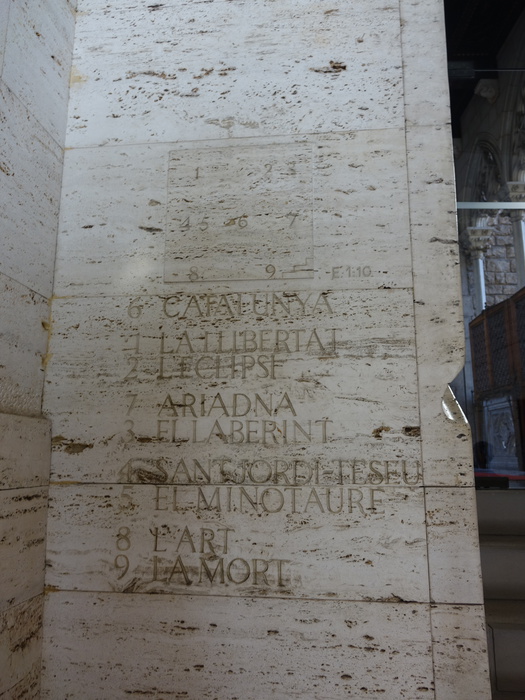 1 2 3
4 5 6 7
8 9 E·1:10
6 CATALUNYA
1 LA·LLIBERTAT
2 L'ECLIPSE
7 ARIADNA
3 EL LABERINT
4 SANT·JORDI-TESEU
5 EL MINOTAURE
8 L'ART
9 LA MORT